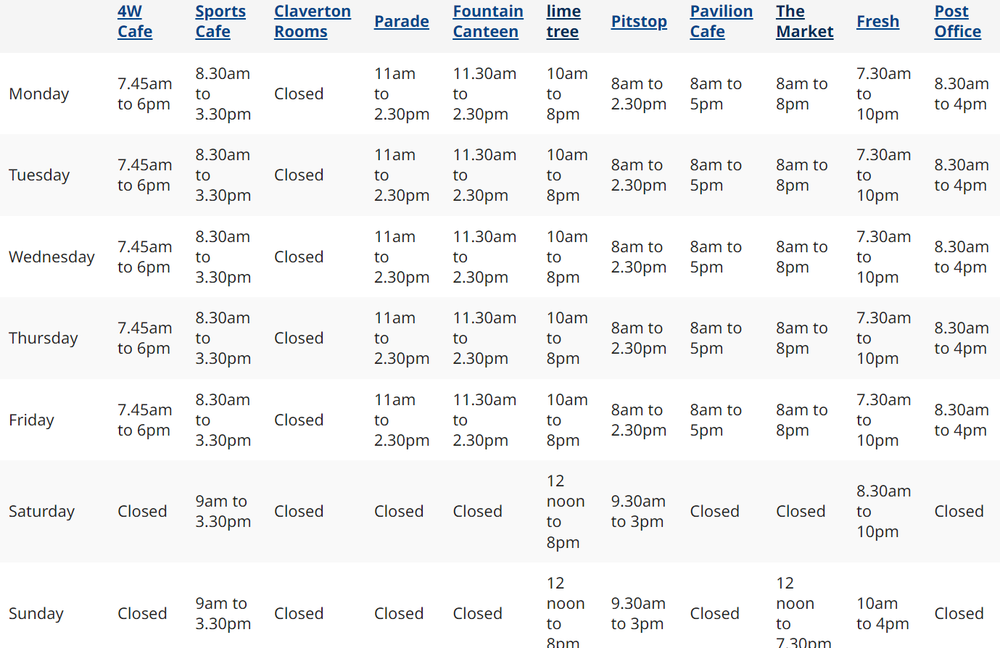 4W Cafe Sports Cafe Claverton Rooms Parade Fountain Canteen lime tree Pitstop Pavilion Cafe The Market Fresh Post Office
Monday 7.45am to 6pm 8.30am to 3.30pm Closed 11am to 2.30pm 11.30am to 2.30pm 10am to 8pm 8am to 2.30pm 8am to 5pm 8am to 8pm 7.30am to 10pm 8.30am to 4pm
Tuesday 7.45am to 6pm 8.30am to 3.30pm Closed 11am to 2.30pm 11.30am to 2.30pm 10am to 8pm 8am to 2.30pm 8am to 5pm 8am to 8pm 7.30am to 10pm 8.30am to 4pm
Wednesday 7.45am to 6pm 8.30am to 3.30pm Closed 11am to 2.30pm 11.30am to 2.30pm 10am to 8pm 8am to 2.30pm 8am to 5pm 8am to 8pm 7.30am to 10pm 8.30am to 4pm
Thursday 7.45am to 6pm 8.30am to 3.30pm Closed 11am to 2.30pm 11.30am to 2.30pm 10am to 8pm 8am to 2.30pm 8am to 5pm 8am to 8pm 7.30am to 10pm 8.30am to 4pm
Friday 7.45am to 6pm 8.30am to 3.30pm Closed 11am to 2.30pm 11.30am to 2.30pm 10am to 8pm 8am to 2.30pm 8am to 5pm 8am to 8pm 7.30am to 10pm 8.30am to 4pm
Saturday Closed 9am to 3.30pm Closed Closed Closed 12 noon to 8pm 9.30am to 3pm Closed Closed 8.30am to 10pm Closed
Sunday Closed 9am to 3.30pm Closed Closed Closed 12 noon to 8pm 9.30am to 3pm Closed 12 noon to 7.30pm 10am to 4pm Closed